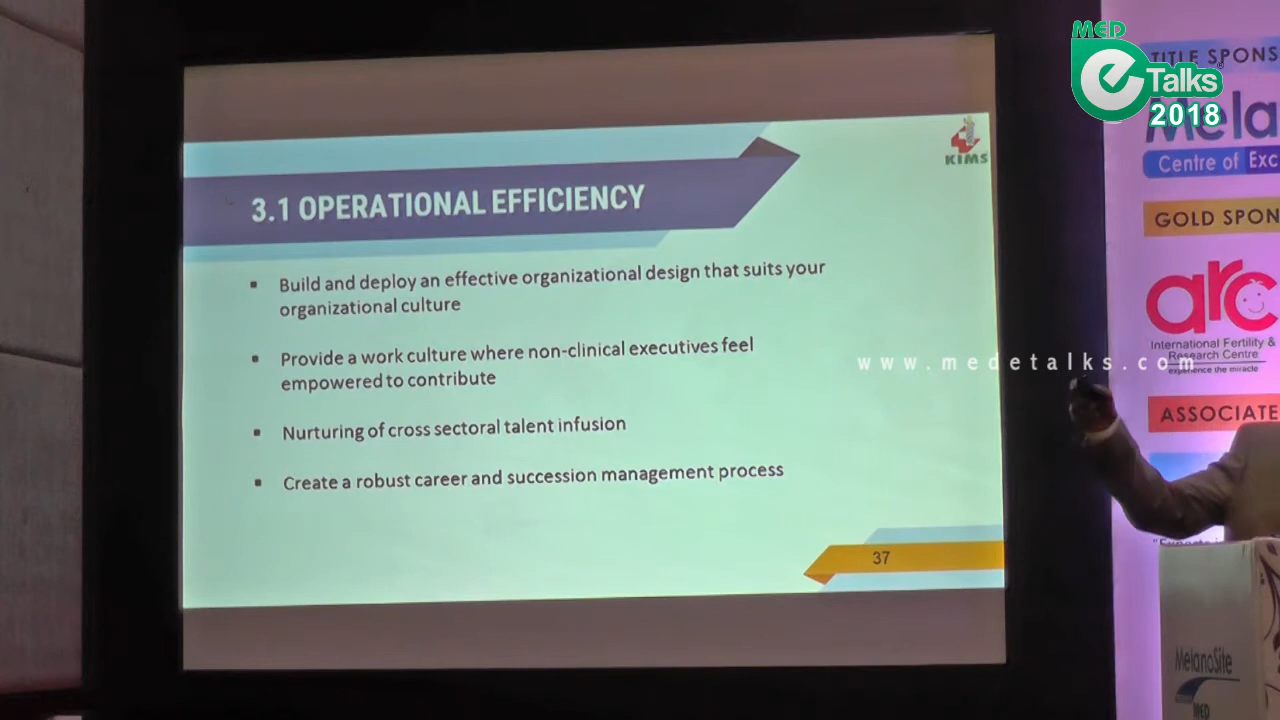 MED
e Talks
2018
TITLE SPONS
Mela
Centre of Exc
GOLD SPON
arc
International Fertility &
Research Centre
experience the miracle
ASSOCIATE
www.medetalks.com
KIMS
3.1 OPERATIONAL EFFICIENCY
▪ Build and deploy an effective organizational design that suits your
organizational culture
▪ Provide a work culture where non-clinical executives feel
empowered to contribute
▪ Nurturing of cross sectoral talent infusion
▪ Create a robust career and succession management process
37
MelanoSite
MED